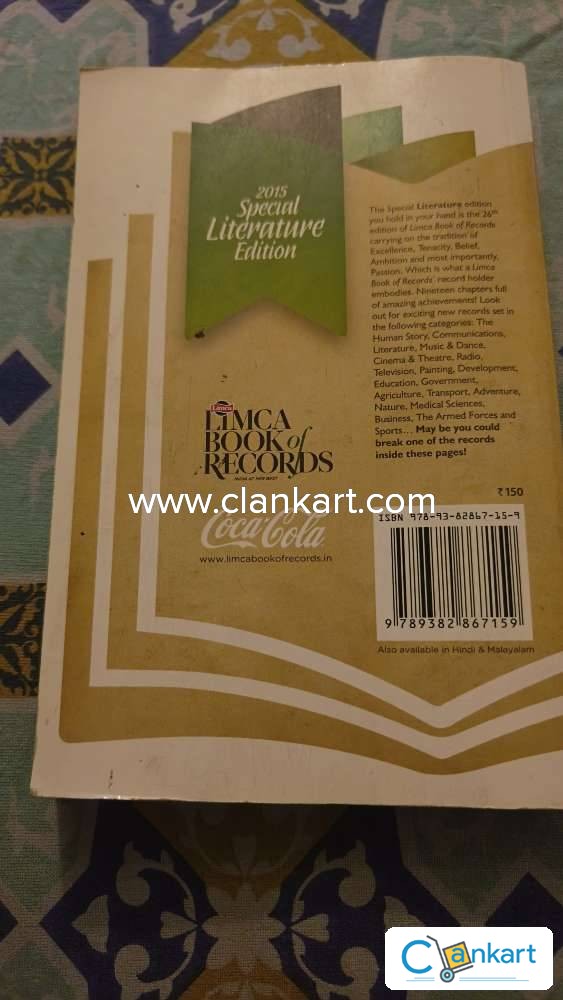 2015
Special
Literature
Edition
The Special Literature edition
you hold in your hand is the 26th
edition of Limca Book of Records
carrying on the tradition of
Excellence, Tenacity, Belief,
Ambition and most importantly,
Passion. Which is what a Limca
Book of Records' record holder
embodies. Nineteen chapters full
of amazing achievements! Look
out for exciting new records set in
the following categories: The
Human Story, Communications,
Literature, Music & Dance,
Cinema & Theatre, Radio,
Television, Painting, Development,
Education, Government,
Agriculture, Transport, Adventure,
Nature, Medical Sciences,
Business, The Armed Forces and
Sports... May be you could
break one of the records
inside these pages!
Limca
LIMCA
BOOK of
RECORDS
INDIA AT HER BEST
www.clankart.com
Coca-Cola
www.limcabookofrecords.in
₹150
ISBN 978-93-82867-15-9
9 789382 867159
Also available in Hindi & Malayalam
Clankart